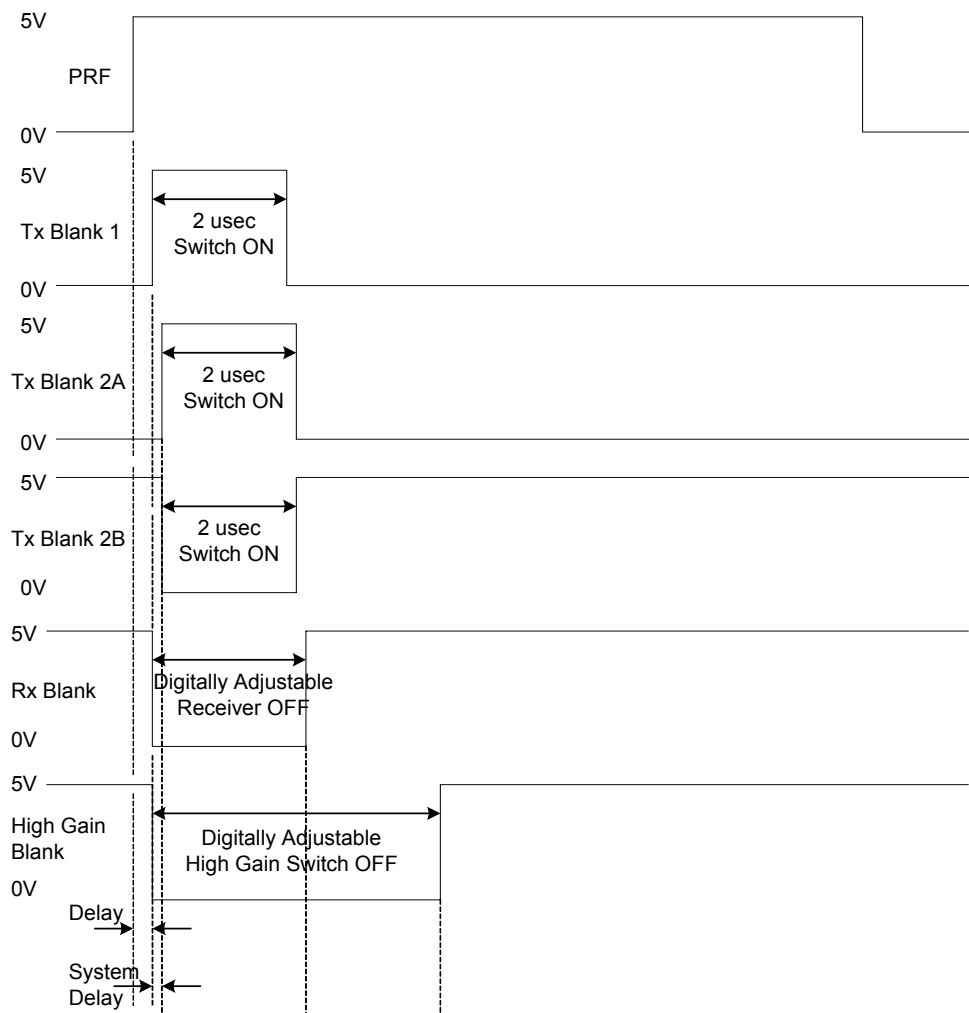 5V
PRF
0V
5V
Tx Blank 1
2 usec
Switch ON
0V
5V
Tx Blank 2A
2 usec
Switch ON
0V
5V
Tx Blank 2B
2 usec
Switch ON
0V
5V
Rx Blank
Digitally Adjustable
Receiver OFF
0V
5V
High Gain
Blank
Digitally Adjustable
High Gain Switch OFF
0V
Delay
System
Delay